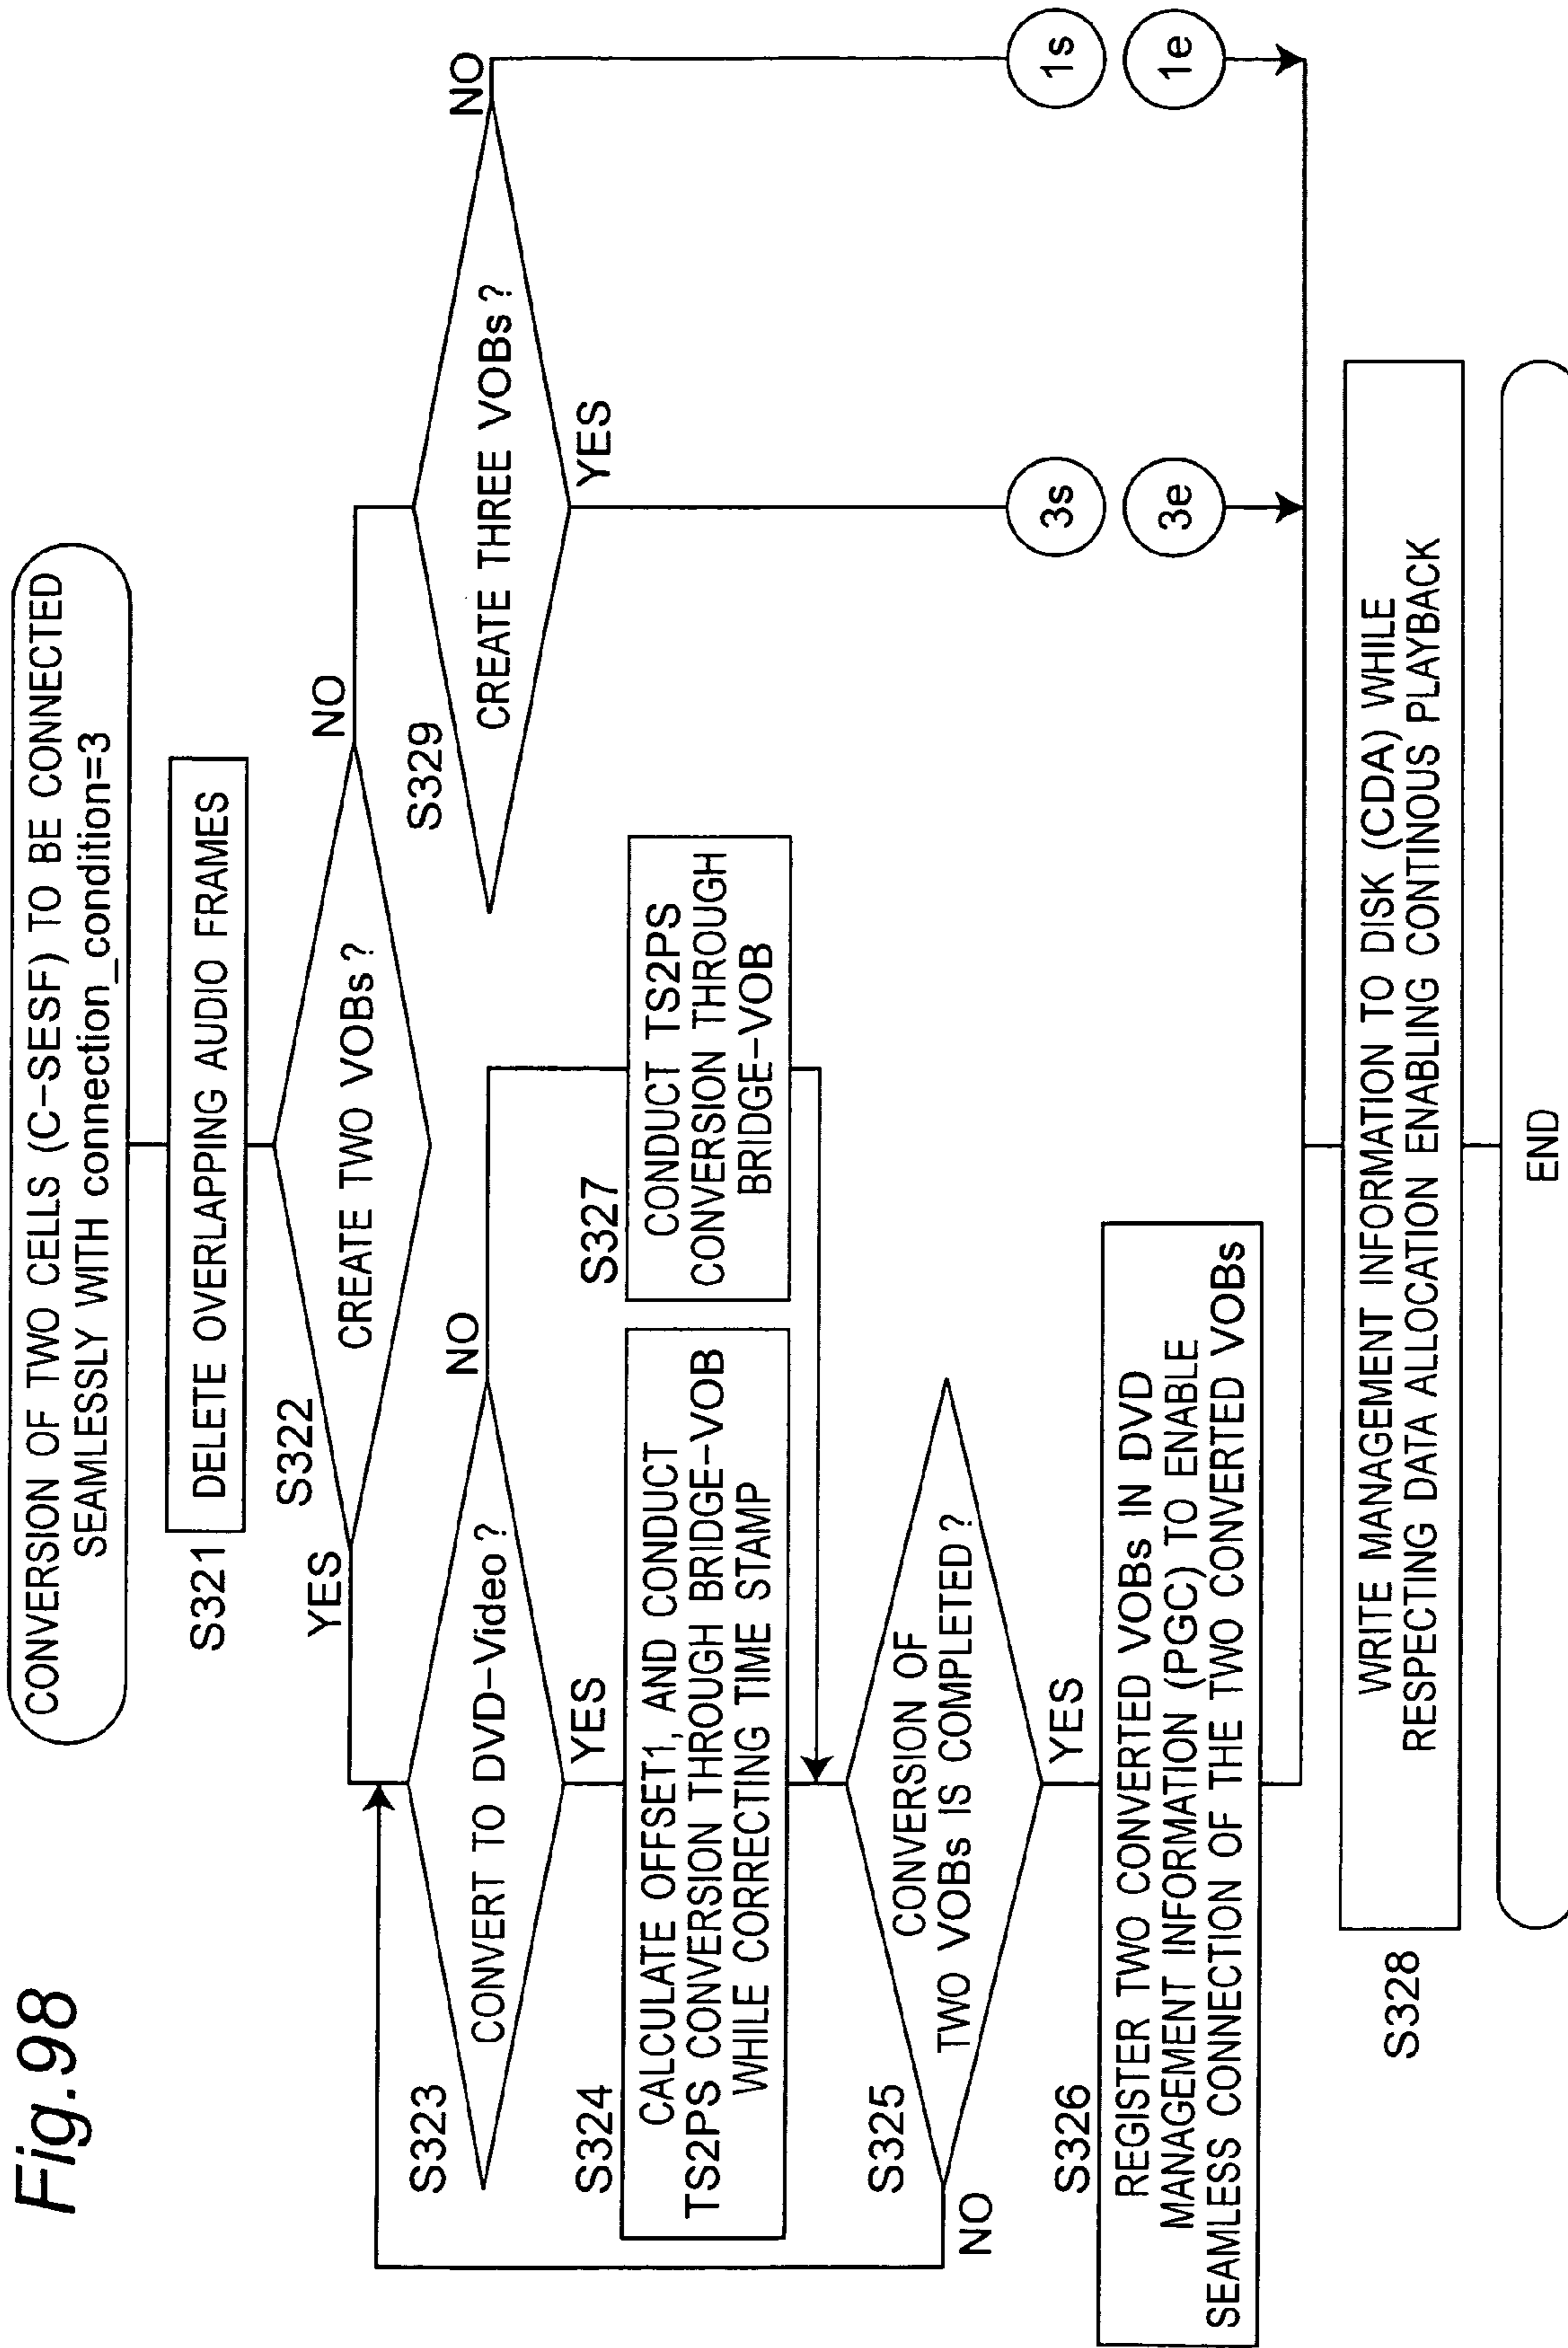 Fig.98
CONVERSION OF TWO CELLS (C-SESF) TO BE CONNECTED
SEAMLESSLY WITH connection_condition=3
S321
DELETE OVERLAPPING AUDIO FRAMES
S322
CREATE TWO VOBs?
YES
NO
S323
CONVERT TO DVD-Video?
NO
YES
S329
CREATE THREE VOBs?
NO
YES
S324
CALCULATE OFFSET1, AND CONDUCT
TS2PS CONVERSION THROUGH BRIDGE-VOB
WHILE CORRECTING TIME STAMP
S327
CONDUCT TS2PS
CONVERSION THROUGH
BRIDGE-VOB
S325
CONVERSION OF
TWO VOBs IS COMPLETED?
NO
YES
3s
1s
3e
1e
S326
REGISTER TWO CONVERTED VOBs IN DVD
MANAGEMENT INFORMATION (PGC) TO ENABLE
SEAMLESS CONNECTION OF THE TWO CONVERTED VOBs
S328
WRITE MANAGEMENT INFORMATION TO DISK (CDA) WHILE
RESPECTING DATA ALLOCATION ENABLING CONTINOUS PLAYBACK
END